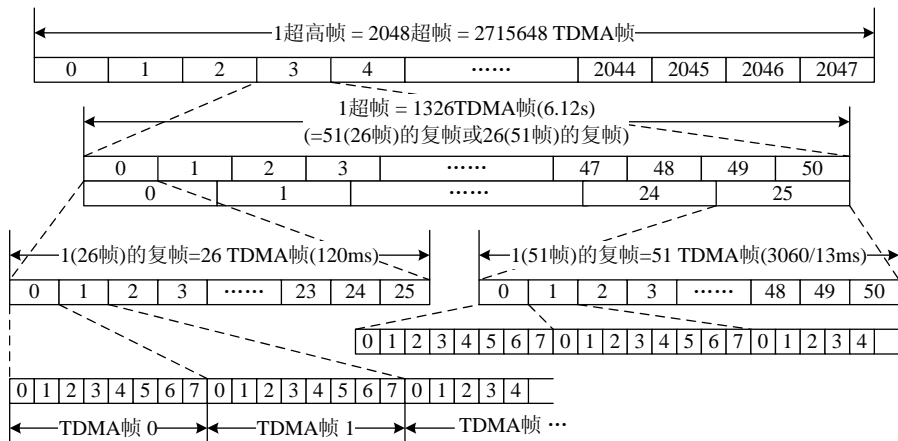 1超高帧 = 2048超帧 = 2715648 TDMA帧
0 1 2 3 4 …… 2044 2045 2046 2047
1超帧 = 1326TDMA帧(6.12s)
(=51(26帧)的复帧或26(51帧)的复帧)
0 1 2 3 …… 47 48 49 50
0 1 …… 24 25
1(26帧)的复帧=26 TDMA帧(120ms) 1(51帧)的复帧=51 TDMA帧(3060/13ms)
0 1 2 3 …… 23 24 25 0 1 2 3 …… 48 49 50
0 1 2 3 4 5 6 7 0 1 2 3 4 5 6 7 0 1 2 3 4
0 1 2 3 4 5 6 7 0 1 2 3 4 5 6 7 0 1 2 3 4
TDMA帧 0 TDMA帧 1 TDMA帧 …